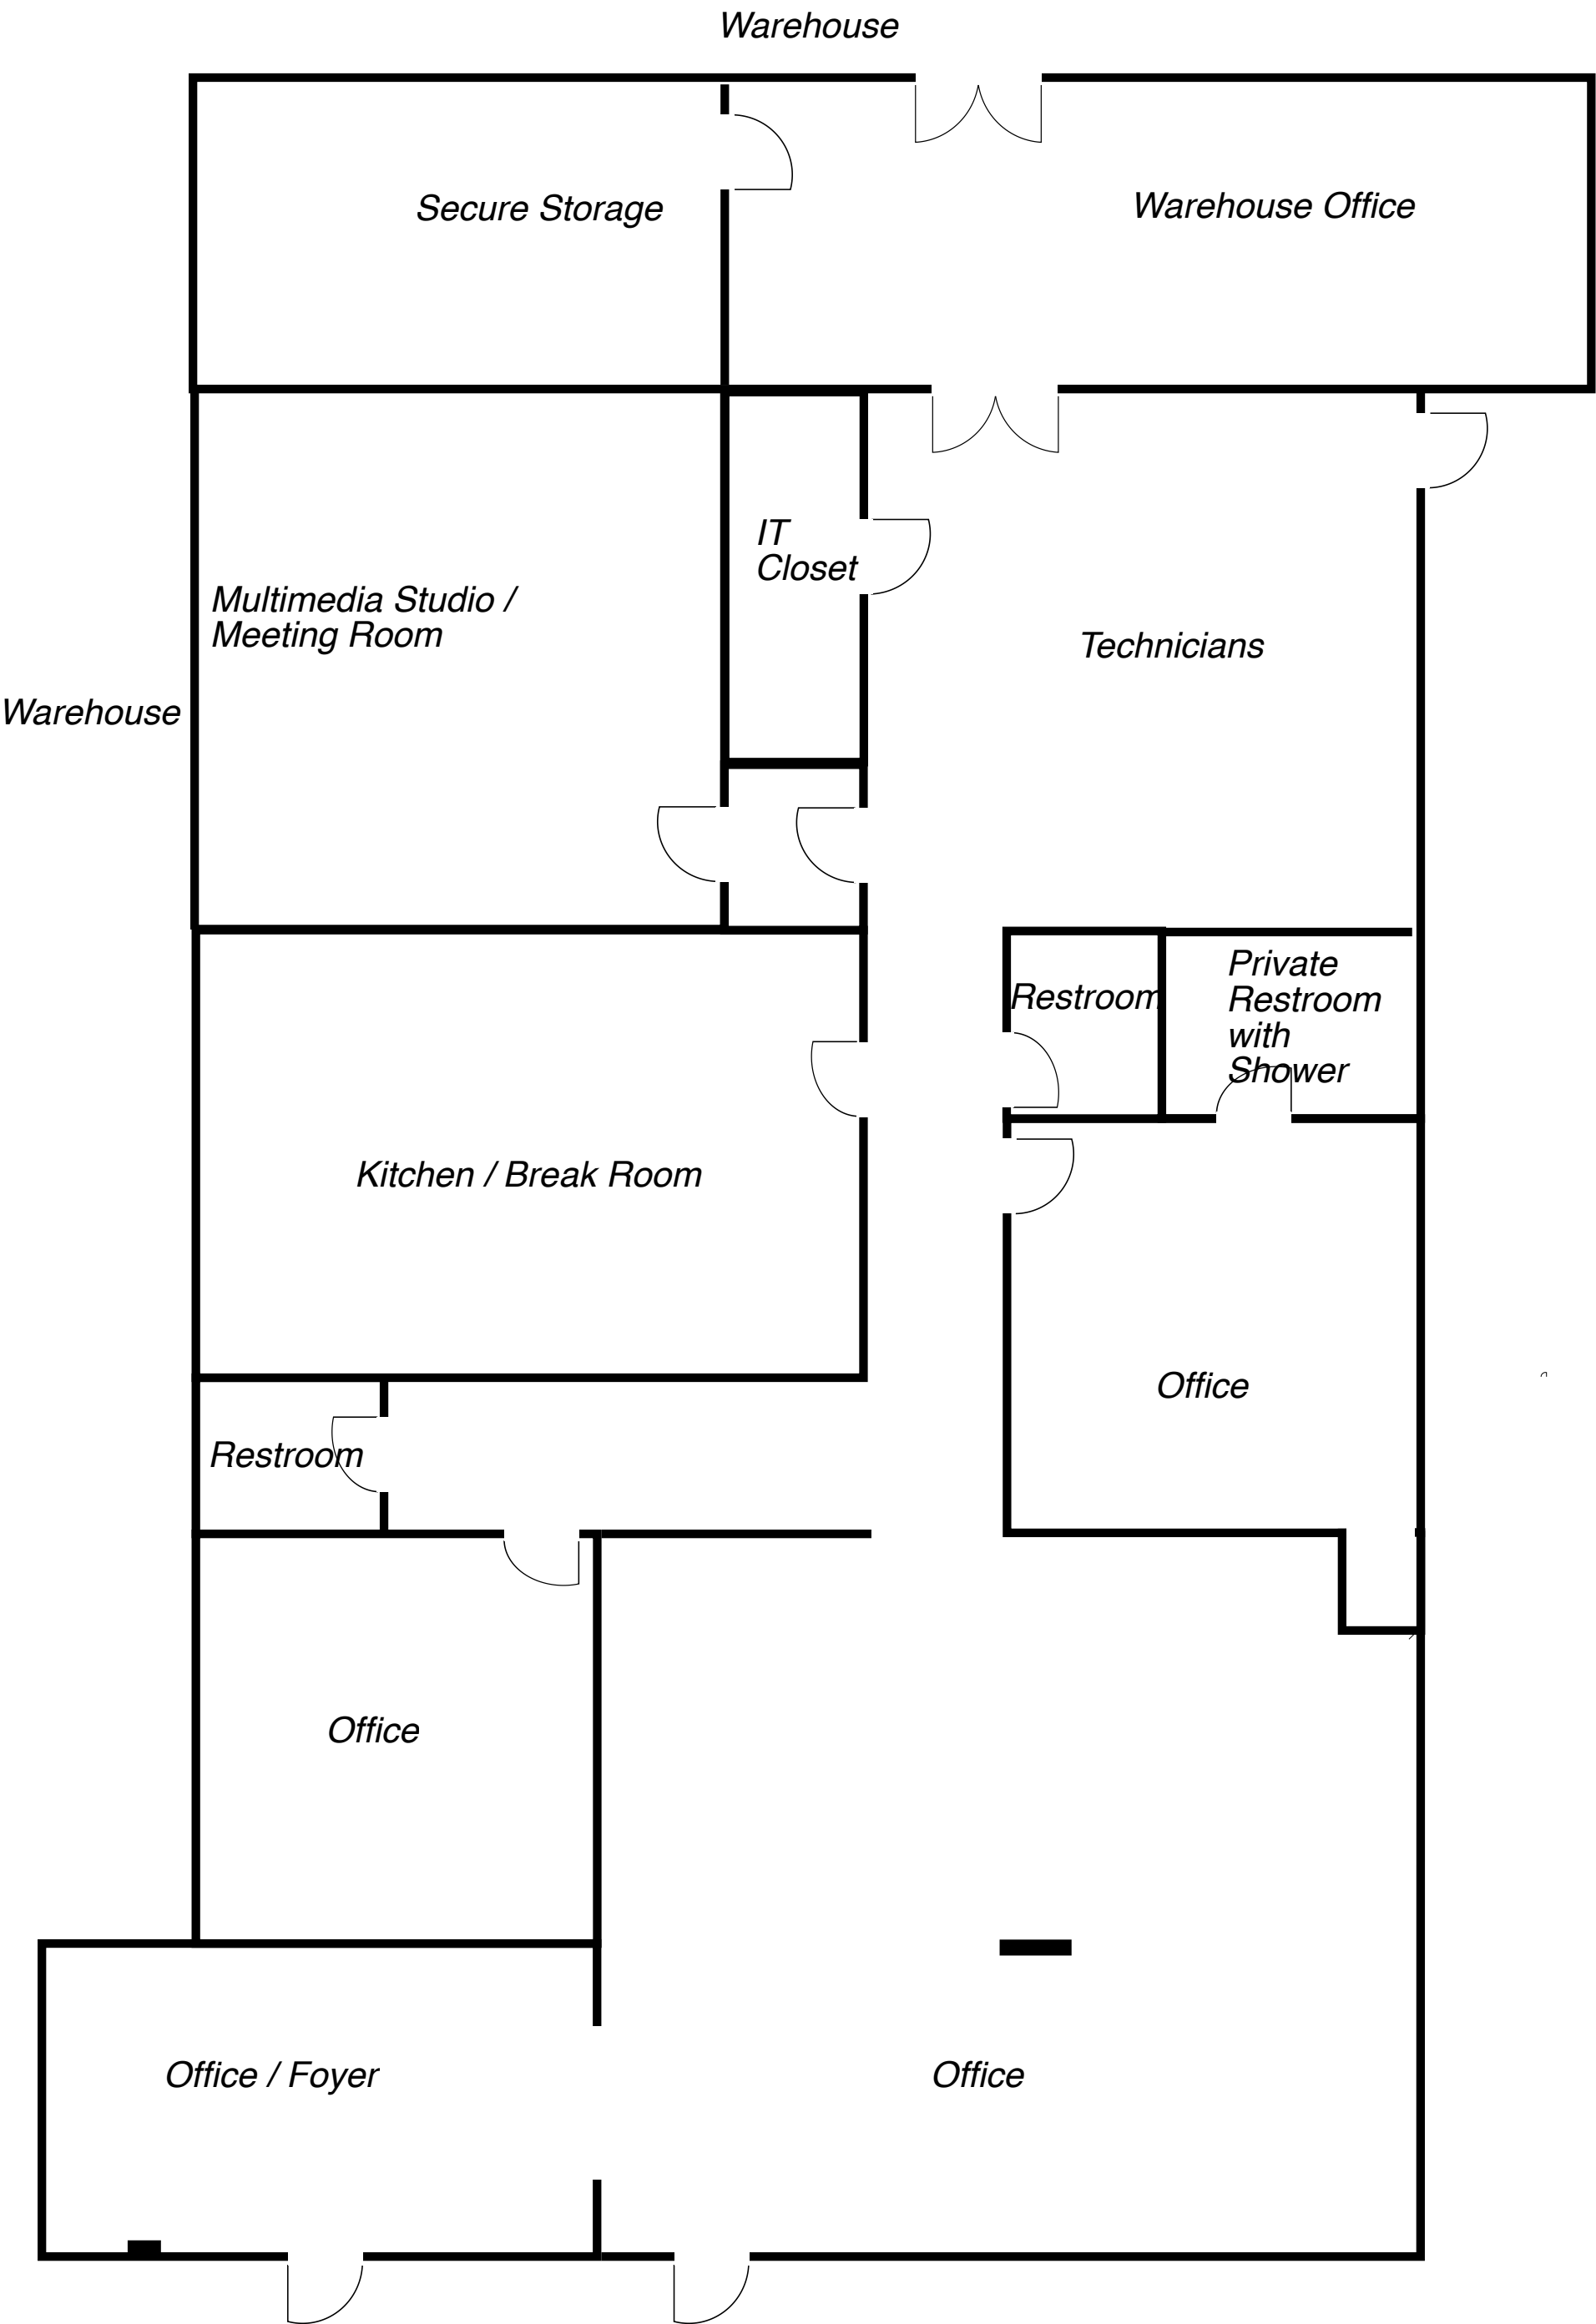 Warehouse
Secure Storage
Warehouse Office
IT
Closet
Multimedia Studio /
Meeting Room
Technicians
Warehouse
Private
Restroom
with
Shower
Restroom
Kitchen / Break Room
Office
Restroom
Office
Office / Foyer
Office